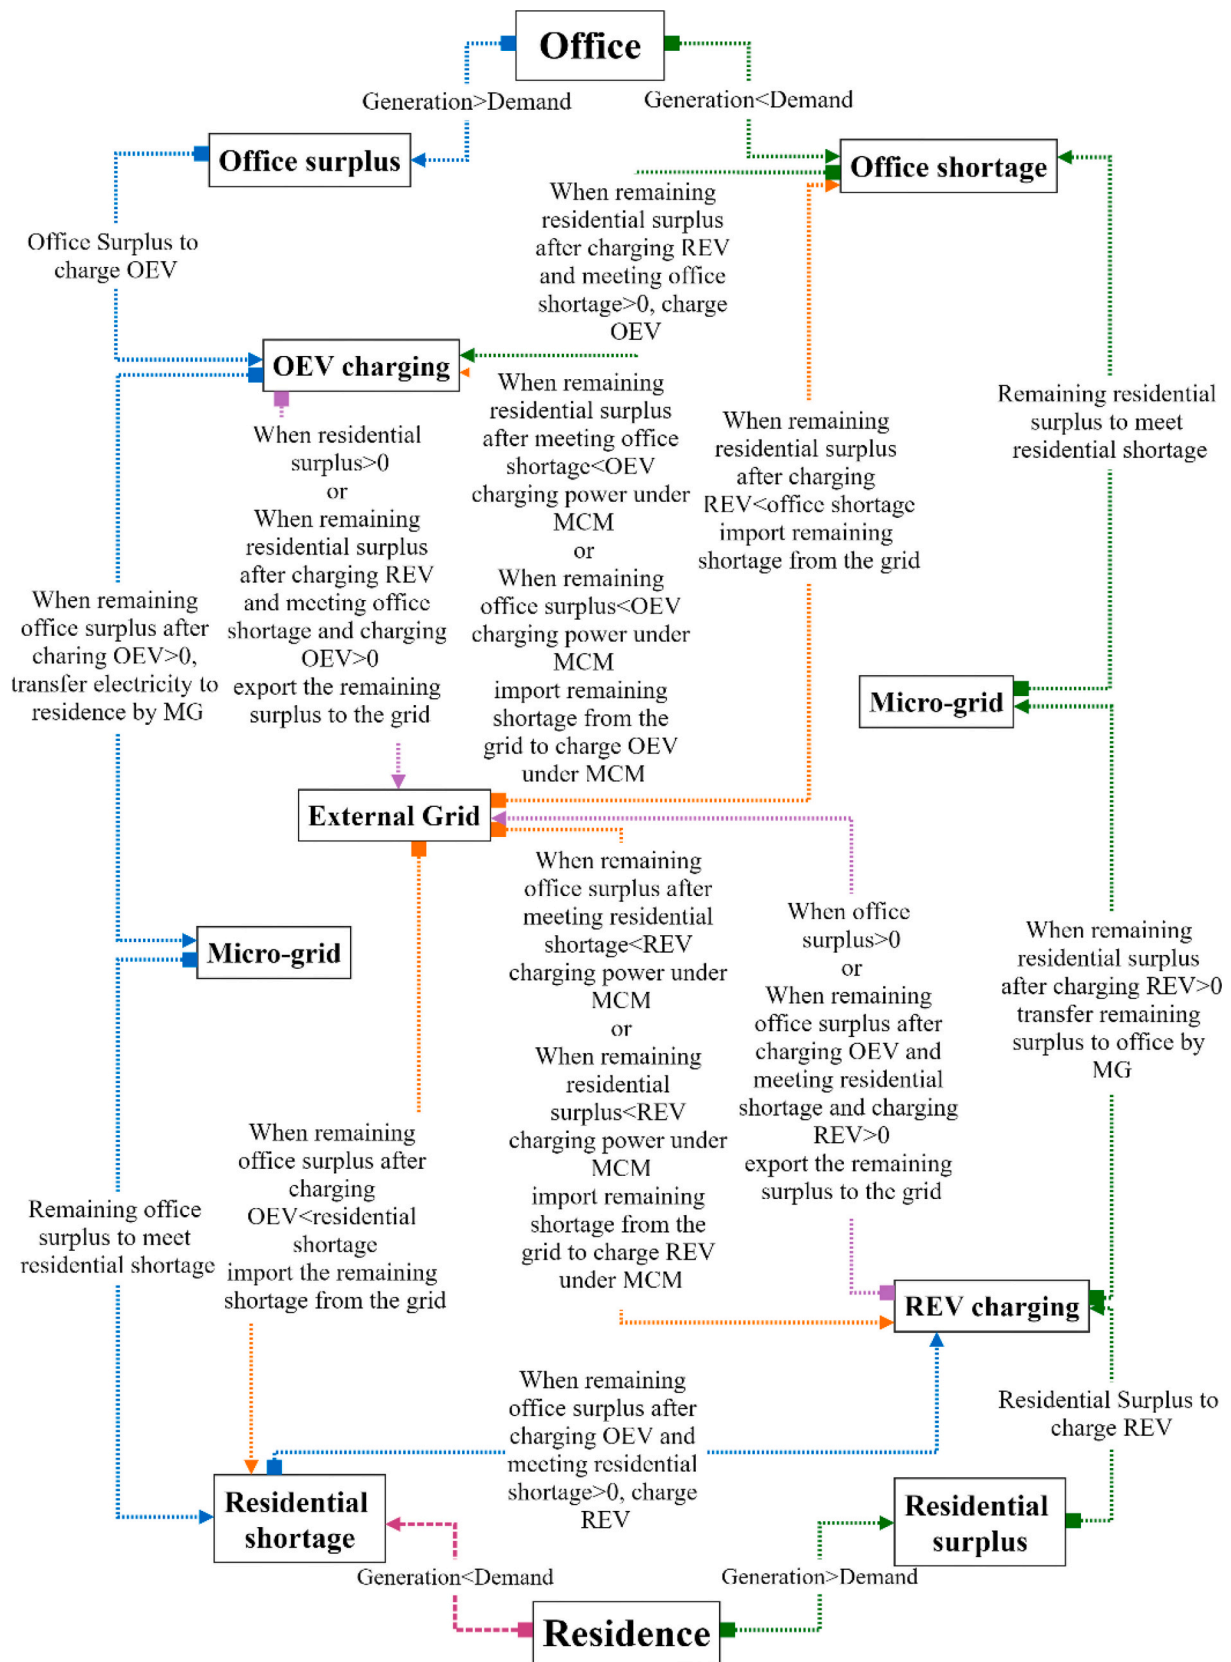 Office
Generation>Demand
Generation<Demand
Office surplus
Office shortage
When remaining
residential surplus
after charging REV
and meeting office
shortage>0, charge
OEV
Office Surplus to
charge OEV
OEV charging
When remaining
residential surplus
after meeting office
shortage<OEV
charging power under
MCM
or
When remaining
office surplus<OEV
charging power under
MCM
import remaining
shortage from the
grid to charge OEV
under MCM
When remaining
residential surplus
after charging
REV<office shortage
import remaining
shortage from the grid
Remaining residential
surplus to meet
residential shortage
When residential
surplus>0
or
When remaining
residential surplus
after charging REV
and meeting office
shortage and charging
OEV>0
export the remaining
surplus to the grid
When remaining
office surplus after
charing OEV>0,
transfer electricity to
residence by MG
Micro-grid
External Grid
When remaining
office surplus after
meeting residential
shortage<REV
charging power under
MCM
or
When remaining
residential
surplus<REV
charging power under
MCM
import remaining
shortage from the
grid to charge REV
under MCM
When office
surplus>0
or
When remaining
office surplus after
charging OEV and
meeting residential
shortage and charging
REV>0
export the remaining
surplus to the grid
When remaining
residential surplus
after charging REV>0
transfer remaining
surplus to office by
MG
Micro-grid
When remaining
office surplus after
charging
OEV<residential
shortage
import the remaining
shortage from the grid
Remaining office
surplus to meet
residential shortage
REV charging
When remaining
office surplus after
charging OEV and
meeting residential
shortage>0, charge
REV
Residential Surplus to
charge REV
Residential
shortage
Residential
surplus
Generation<Demand
Generation>Demand
Residence